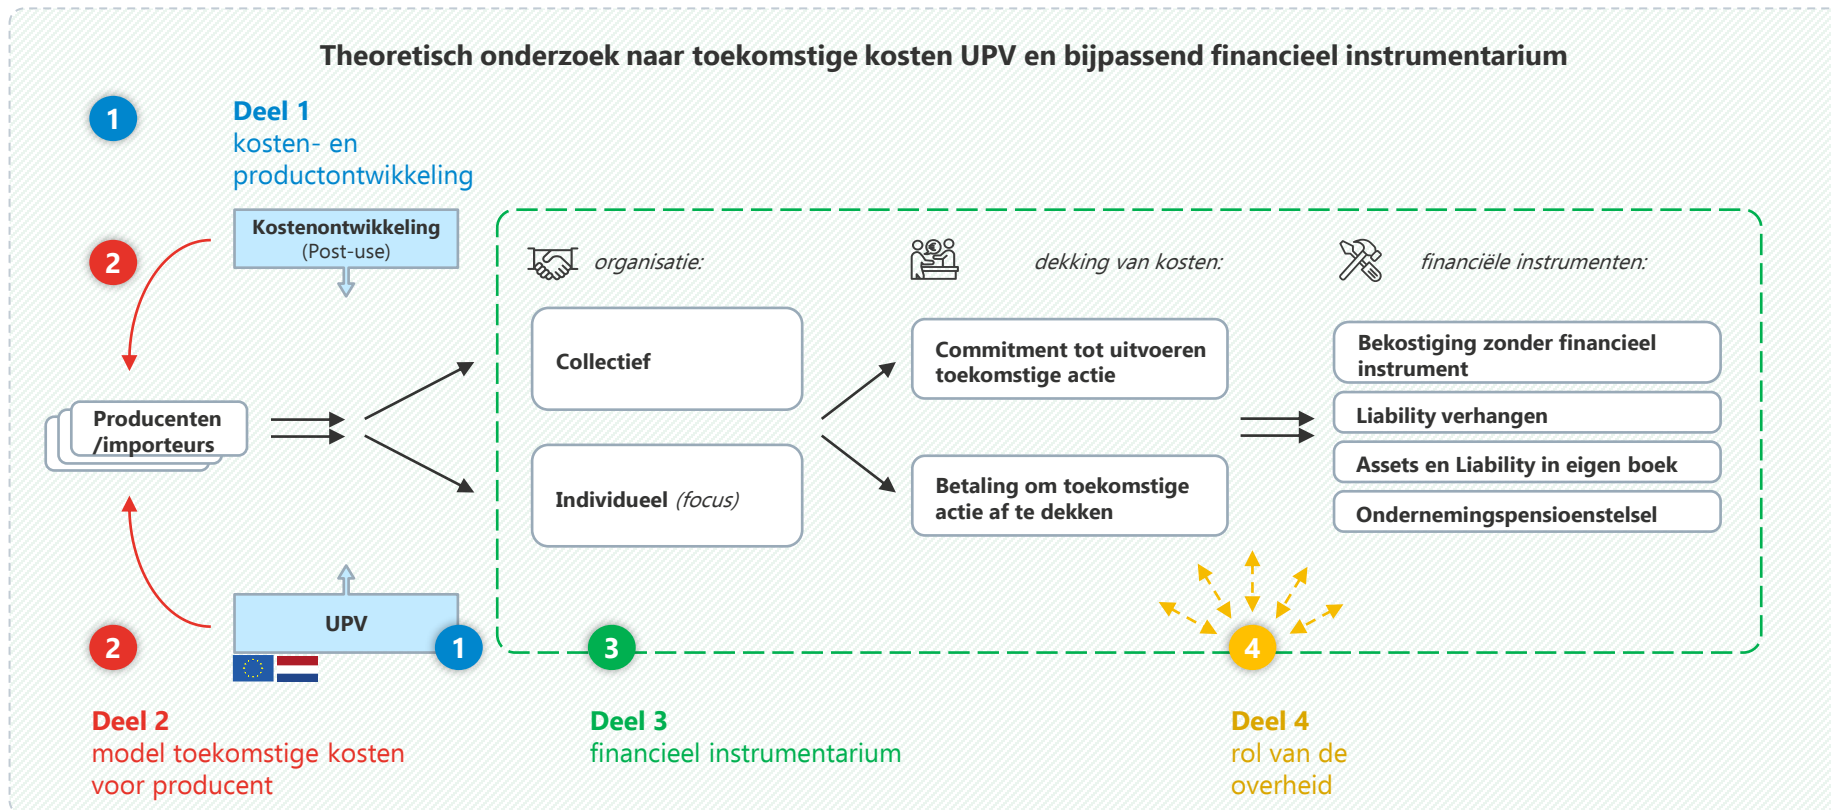 Theoretisch onderzoek naar toekomstige kosten UPV en bijpassend financieel instrumentarium
1
Deel 1
kosten- en
productontwikkeling
Kostenontwikkeling
(Post-use)
2
organisatie:
dekking van kosten:
financiële instrumenten:
Collectief
Commitment tot uitvoeren
toekomstige actie
Bekostiging zonder financieel
instrument
Producenten
/importeurs
Liability verhangen
Assets en Liability in eigen boek
Individueel (focus)
Betaling om toekomstige
actie af te dekken
Ondernemingspensioenstelsel
UPV
2
1
3
4
Deel 2
model toekomstige kosten
voor producent
Deel 3
financieel instrumentarium
Deel 4
rol van de
overheid